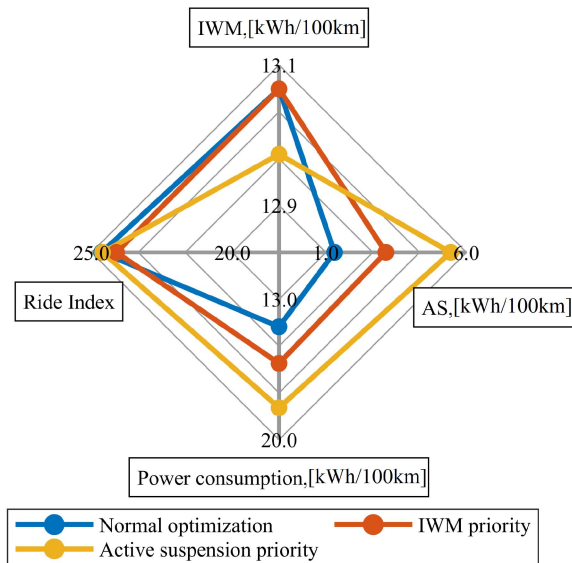 IWM,[kWh/100km]
13.1
12.9
25.0
20.0
1.0
6.0
Ride Index
13.0
AS,[kWh/100km]
20.0
Power consumption,[kWh/100km]
Normal optimization
IWM priority
Active suspension priority